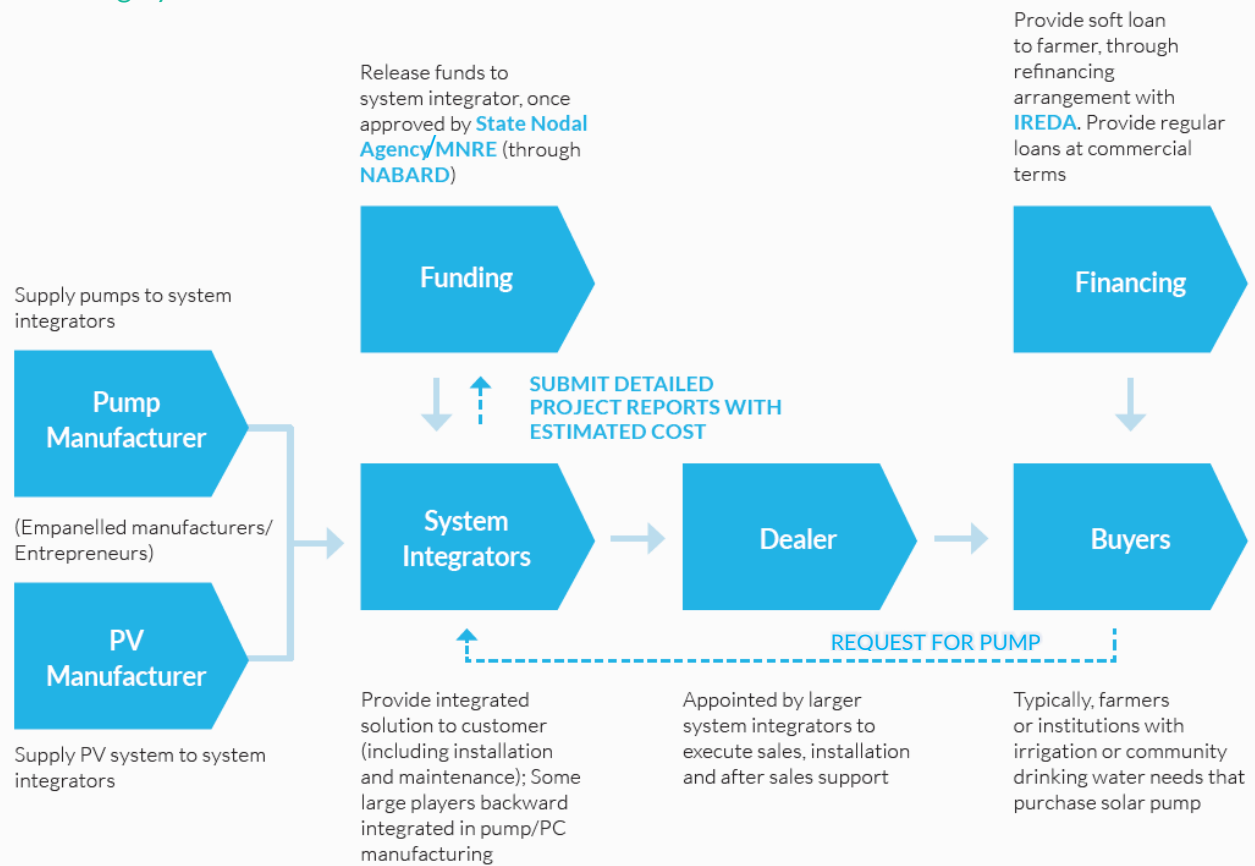 Provide soft loan
to farmer, through
refinancing
arrangement with
IREDA. Provide regular
loans at commercial
terms
Release funds to
system integrator, once
approved by State Nodal
Agency/MNRE (through
NABARD)
Funding
Financing
Supply pumps to system
integrators
Pump
Manufacturer
SUBMIT DETAILED
PROJECT REPORTS WITH
ESTIMATED COST
(Empanelled manufacturers/
Entrepreneurs)
System
Integrators
Dealer
Buyers
PV
Manufacturer
REQUEST FOR PUMP
Supply PV system to system
integrators
Provide integrated
solution to customer
(including installation
and maintenance); Some
large players backward
integrated in pump/PC
manufacturing
Appointed by larger
system integrators to
execute sales, installation
and after sales support
Typically, farmers
or institutions with
irrigation or community
drinking water needs that
purchase solar pump